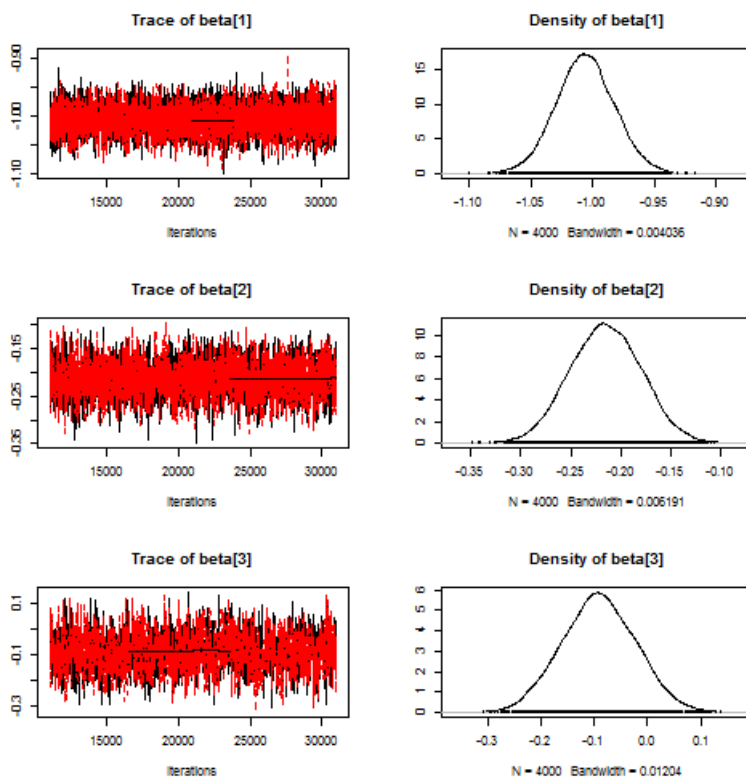 Trace of beta[1]
-1.10 -1.00 -0.90
15000 20000 25000 30000
Iterations
Density of beta[1]
0 5 10 15
-1.10 -1.05 -1.00 -0.95 -0.90
N = 4000 Bandwidth = 0.004036
Trace of beta[2]
-0.35 -0.25 -0.15
15000 20000 25000 30000
Iterations
Density of beta[2]
0 2 4 6 8 10
-0.35 -0.30 -0.25 -0.20 -0.15 -0.10
N = 4000 Bandwidth = 0.006191
Trace of beta[3]
-0.3 -0.1 0.1
15000 20000 25000 30000
Iterations
Density of beta[3]
0 1 2 3 4 5 6
-0.3 -0.2 -0.1 0.0 0.1
N = 4000 Bandwidth = 0.01204